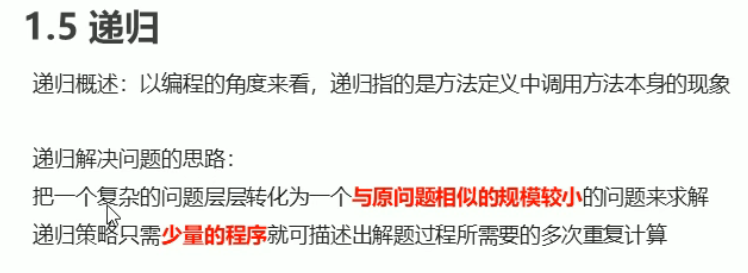 1.5 递归
递归概述：以编程的角度来看，递归指的是方法定义中调用方法本身的现象
递归解决问题的思路：
把一个复杂的问题层层转化为一个与原问题相似的规模较小的问题来求解
递归策略只需少量的程序就可描述出解题过程所需要的多次重复计算